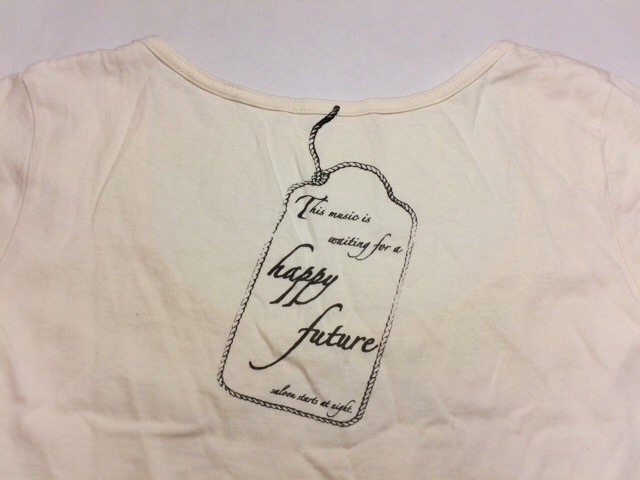 This music is
waiting for a
happy
future
saloon starts at night.